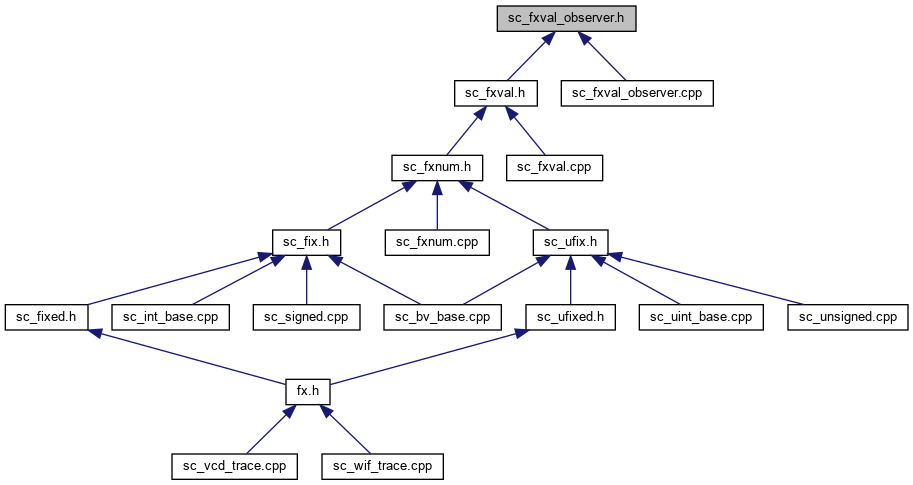 sc_fxval_observer.h
sc_fxval.h
sc_fxval_observer.cpp
sc_fxnum.h
sc_fxval.cpp
sc_fix.h
sc_fxnum.cpp
sc_ufix.h
sc_fixed.h
sc_int_base.cpp
sc_signed.cpp
sc_bv_base.cpp
sc_ufixed.h
sc_uint_base.cpp
sc_unsigned.cpp
fx.h
sc_vcd_trace.cpp
sc_wif_trace.cpp